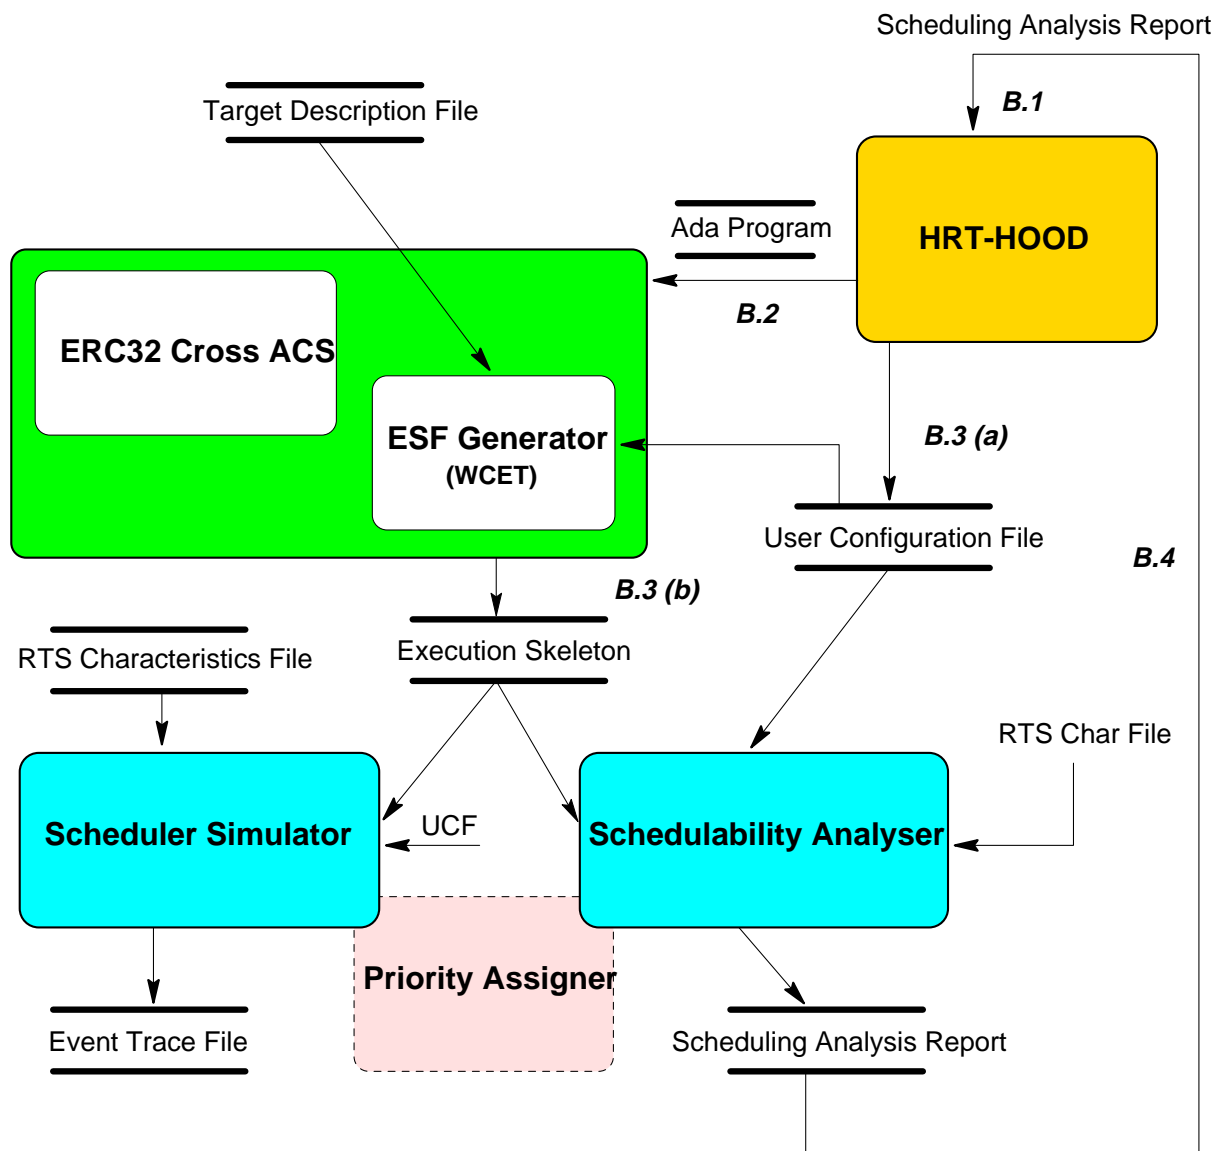 Scheduling Analysis Report
B.1
Target Description File
Ada Program
HRT-HOOD
B.2
ERC32 Cross ACS
ESF Generator
(WCET)
B.3 (a)
User Configuration File
B.4
B.3 (b)
RTS Characteristics File
Execution Skeleton
RTS Char File
Scheduler Simulator
UCF
Schedulability Analyser
Priority Assigner
Event Trace File
Scheduling Analysis Report